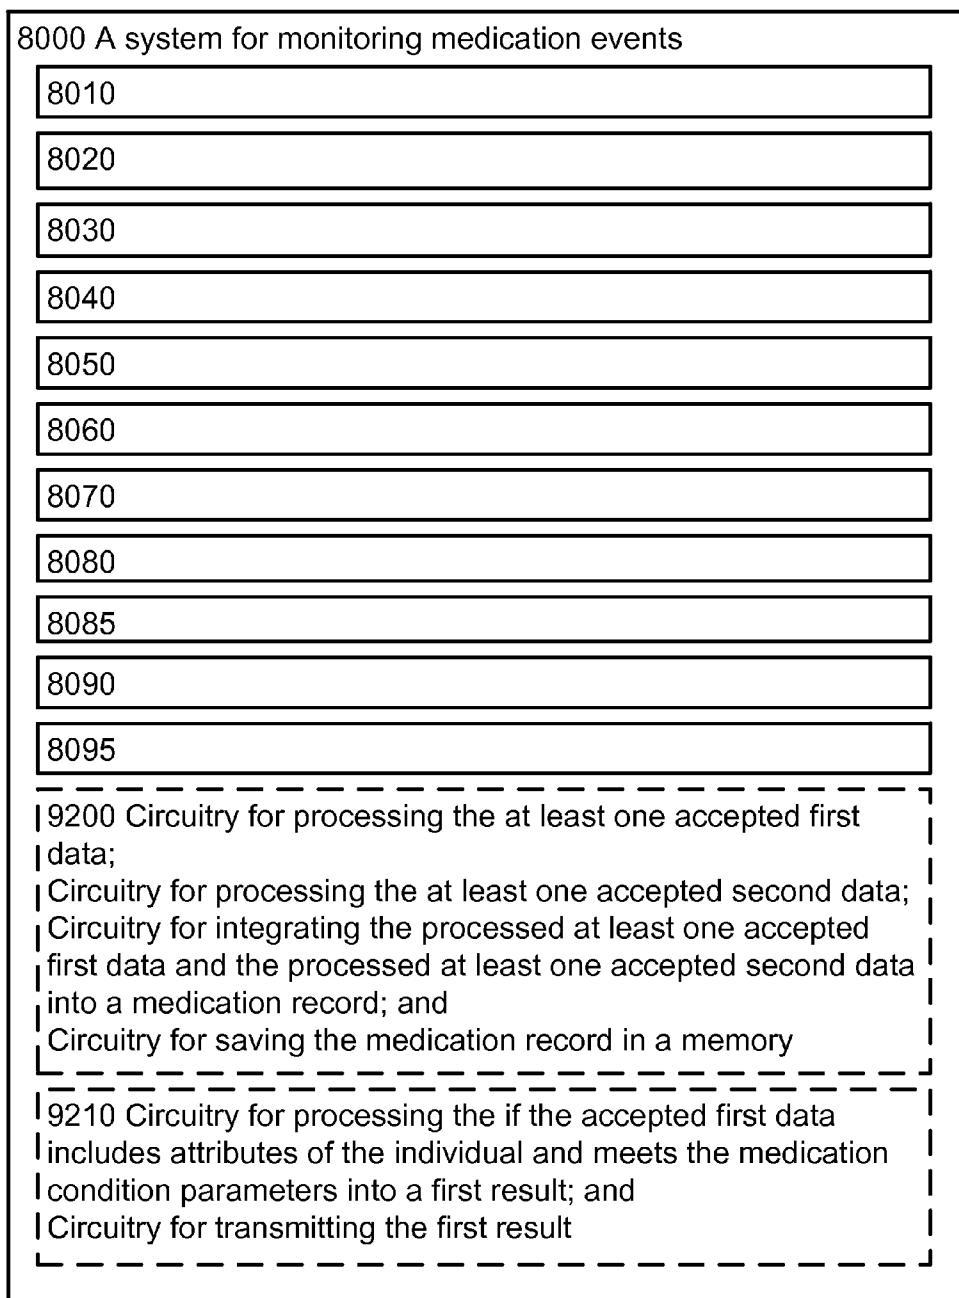 8000 A system for monitoring medication events
8010
8020
8030
8040
8050
8060
8070
8080
8085
8090
8095
9200 Circuitry for processing the at least one accepted first
data;
Circuitry for processing the at least one accepted second data;
Circuitry for integrating the processed at least one accepted
first data and the processed at least one accepted second data
into a medication record; and
Circuitry for saving the medication record in a memory
9210 Circuitry for processing the if the accepted first data
includes attributes of the individual and meets the medication
condition parameters into a first result; and
Circuitry for transmitting the first result